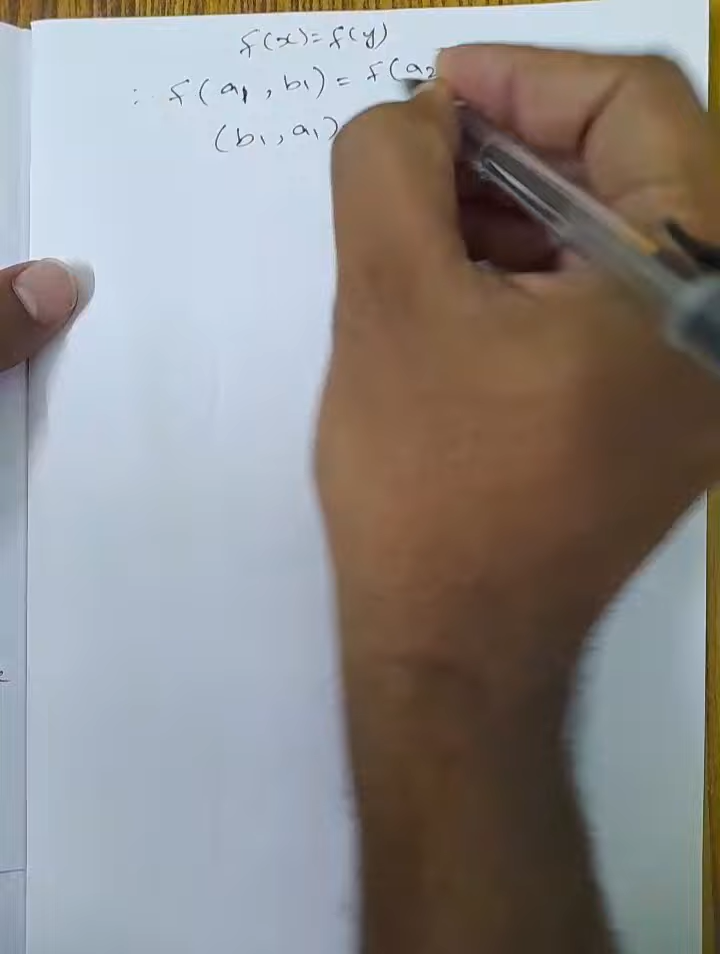 f(x) = f(y)
: f(a₁, b₁) = f(a₂
(b₁, a₁)